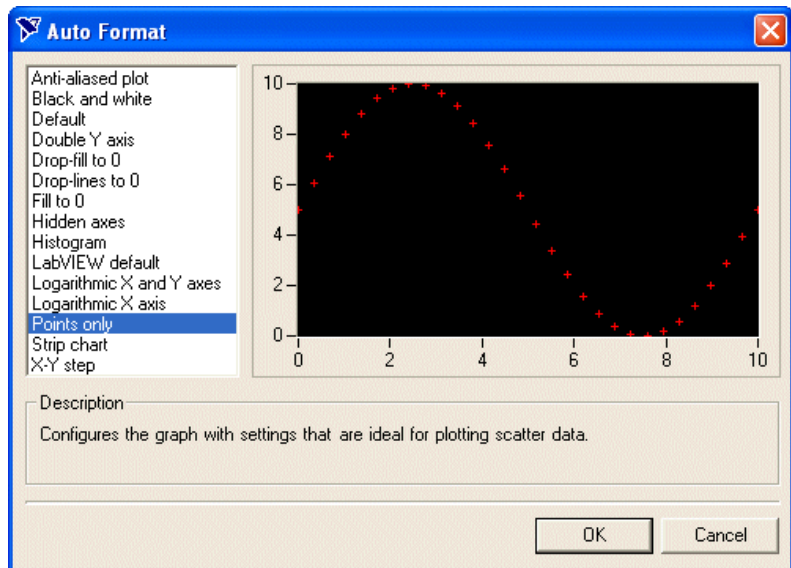 Auto Format
Anti-aliased plot
Black and white
Default
Double Y axis
Drop-fill to 0
Drop-lines to 0
Fill to 0
Hidden axes
Histogram
LabVIEW default
Logarithmic X and Y axes
Logarithmic X axis
Points only
Strip chart
X-Y step
10
8
6
4
2
0
0 2 4 6 8 10
Description
Configures the graph with settings that are ideal for plotting scatter data.
OK Cancel